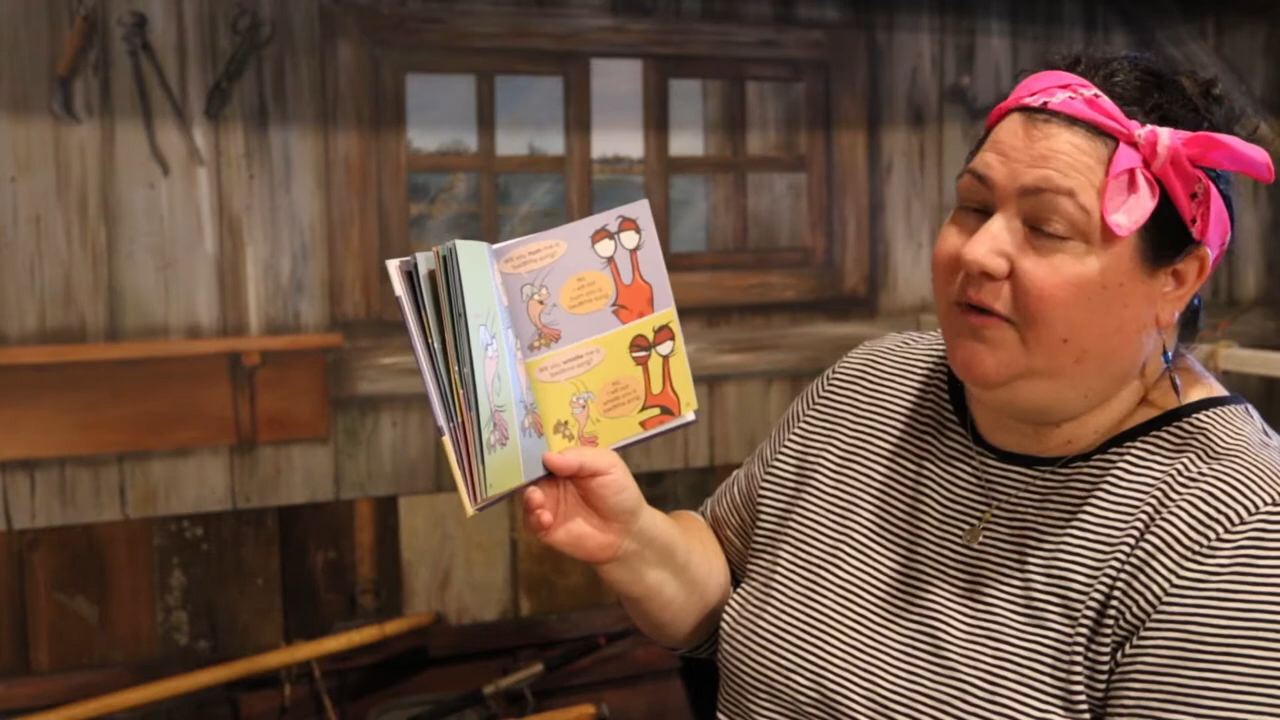 Will you hum me a
bedtime song?
No.
I will not
hum you a
bedtime song.
Will you whistle me a
bedtime song?
No.
I will not
whistle you a
bedtime song.